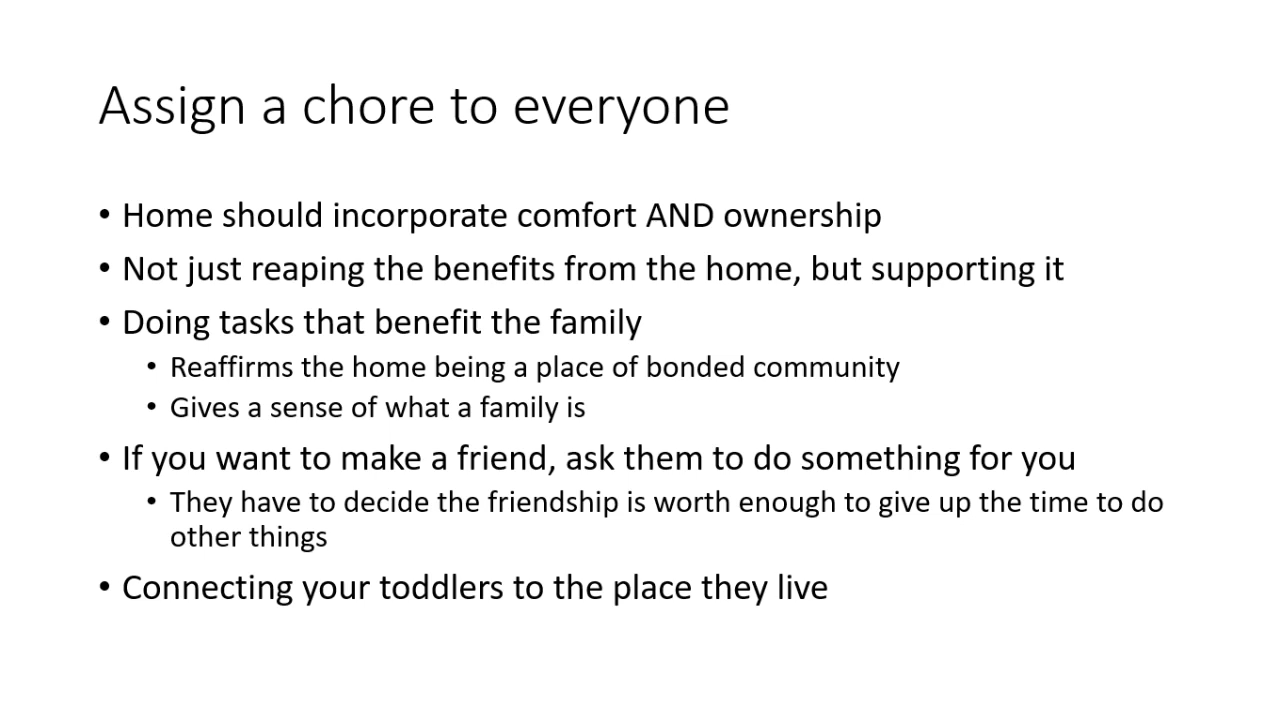 Assign a chore to everyone
• Home should incorporate comfort AND ownership
• Not just reaping the benefits from the home, but supporting it
• Doing tasks that benefit the family
• Reaffirms the home being a place of bonded community
• Gives a sense of what a family is
• If you want to make a friend, ask them to do something for you
• They have to decide the friendship is worth enough to give up the time to do
other things
• Connecting your toddlers to the place they live